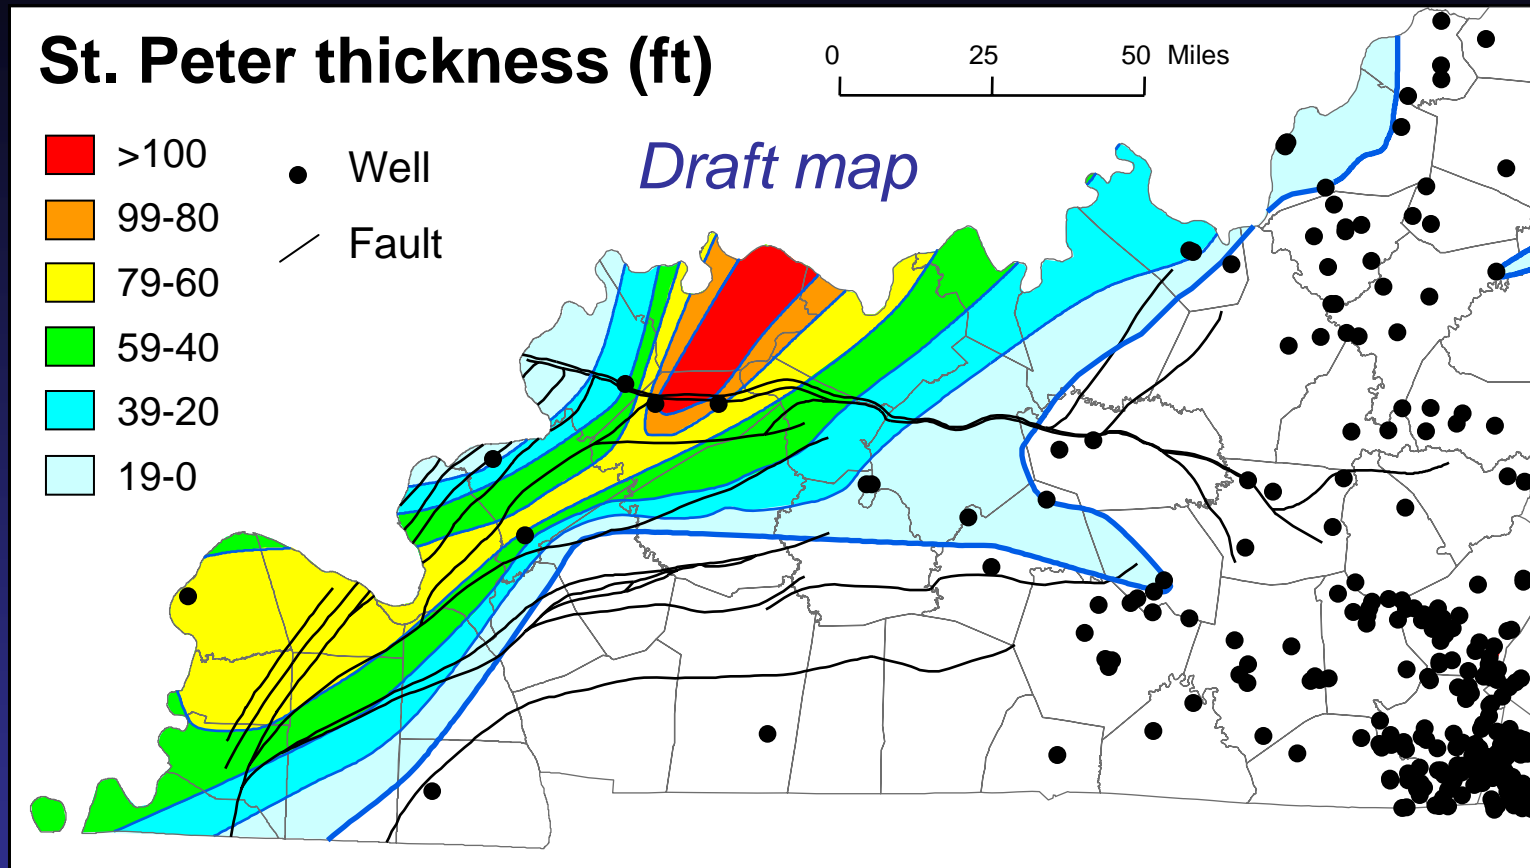 St. Peter thickness (ft)
0 25 50 Miles
Draft map
>100
99-80
79-60
59-40
39-20
19-0
Well
Fault